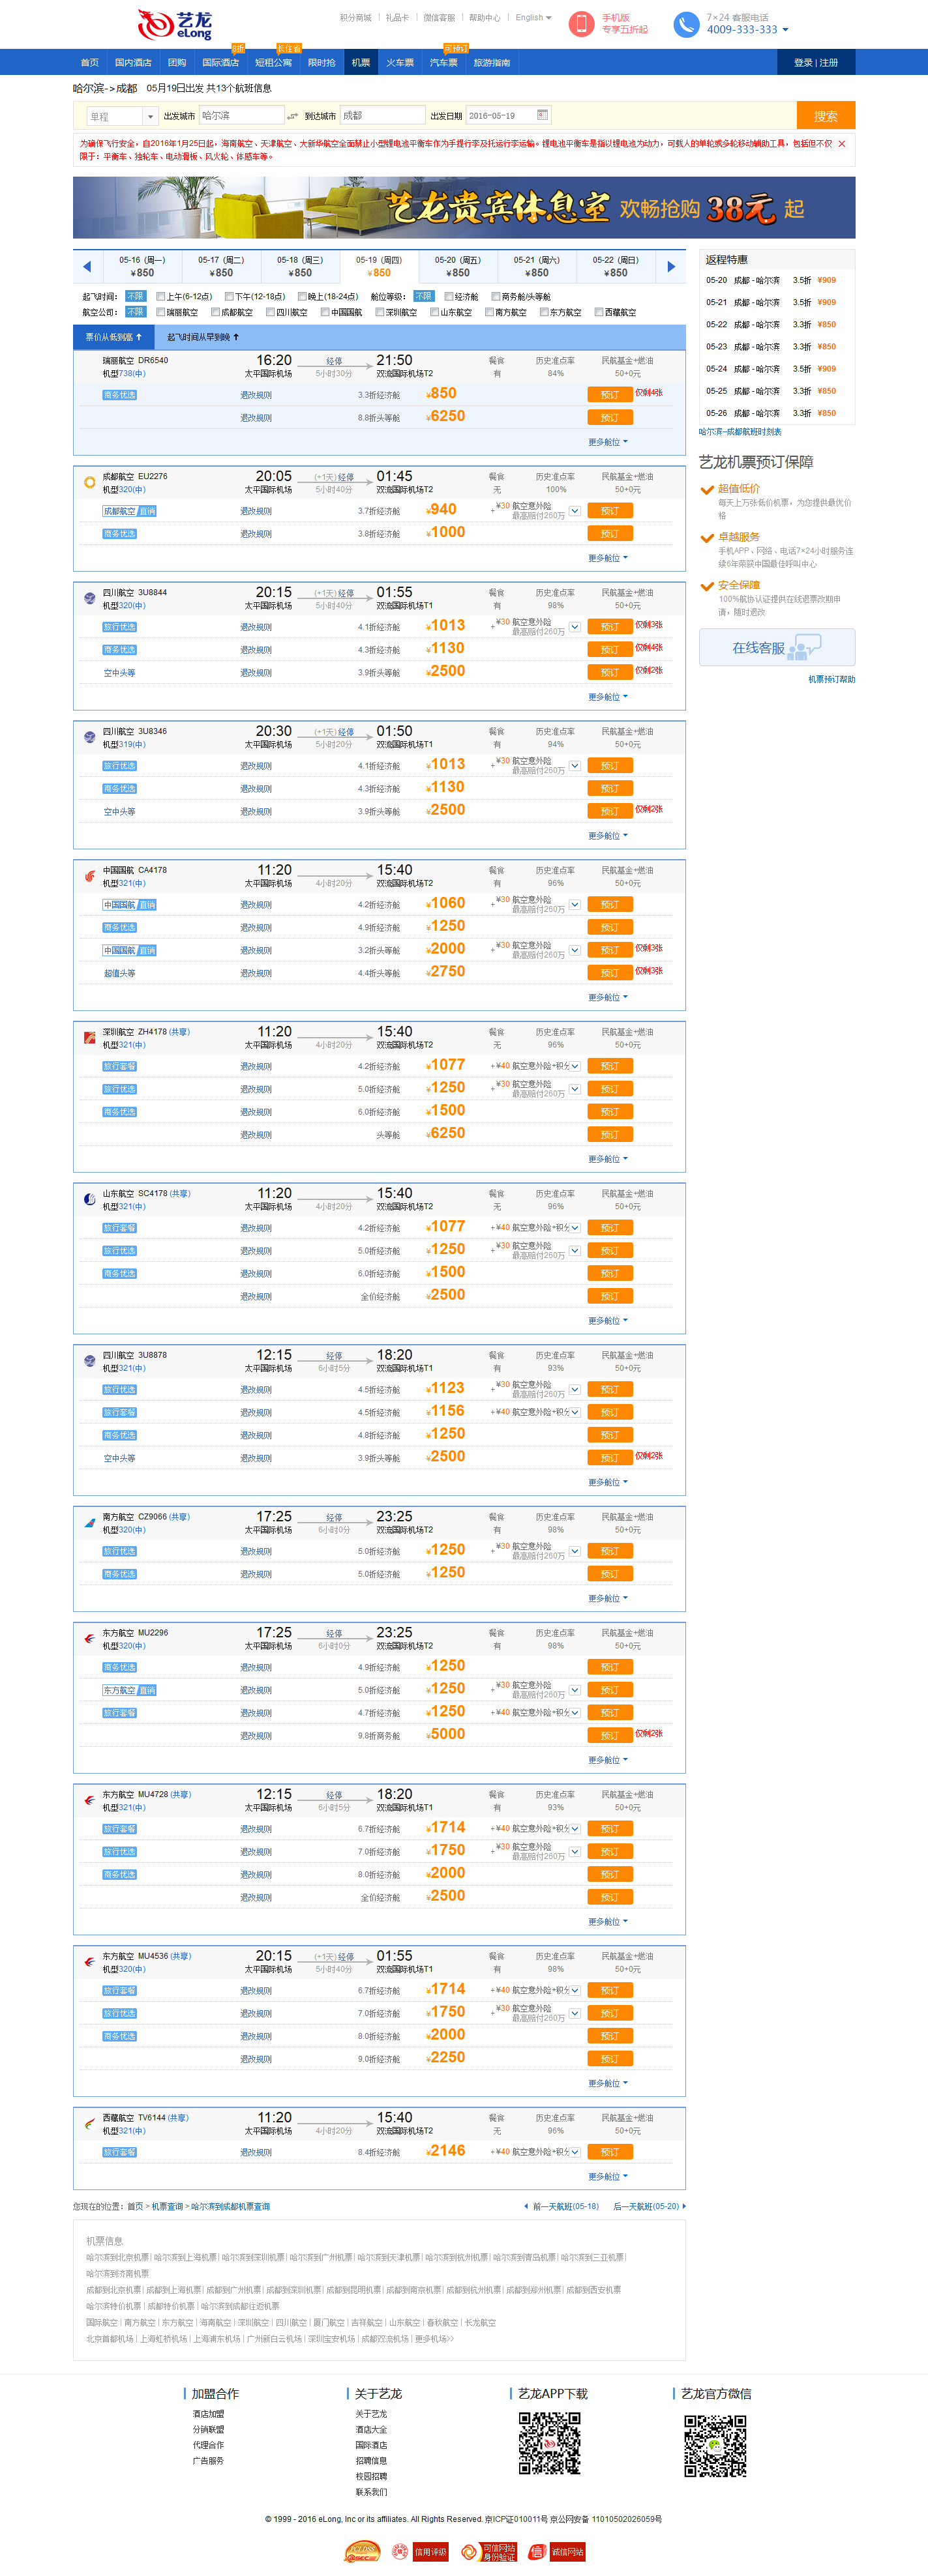 艺龙 eLong
积分商城 礼品卡 微信客服 帮助中心 English
手机版
专享五折起
7×24 客服电话
4009-333-333
8折 长住省 可预订
首页 国内酒店 团购 国际酒店 短租公寓 限时抢 机票 火车票 汽车票 旅游指南 登录 | 注册
哈尔滨->成都 05月19日出发 共13个航班信息
单程 出发城市 哈尔滨 到达城市 成都 出发日期 2016-05-19 搜索
为确保飞行安全，自2016年1月25日起，海南航空、天津航空、大新华航空全面禁止小型锂电池平衡车作为手提行李及托运行李运输。锂电池平衡车是指以锂电池为动力，可载人的单轮或多轮移动辅助工具，包括但不仅
限于：平衡车、独轮车、电动滑板、风火轮、体感车等。
艺龙贵宾休息室 欢畅抢购 38元 起
05-16 (周一) 05-17 (周二) 05-18 (周三) 05-19 (周四) 05-20 (周五) 05-21 (周六) 05-22 (周日)
¥850 ¥850 ¥850 ¥850 ¥850 ¥850 ¥850
起飞时间： 不限 上午(6-12点) 下午(12-18点) 晚上(18-24点) 舱位等级： 不限 经济舱 商务舱/头等舱
航空公司： 不限 瑞丽航空 成都航空 四川航空 中国国航 深圳航空 山东航空 南方航空 东方航空 西藏航空
票价从低到高 起飞时间从早到晚
瑞丽航空 DR6540 16:20 经停 21:50 餐食 历史准点率 民航基金+燃油
机型738(中) 太平国际机场 5小时30分 双流国际机场T2 有 84% 50+0元
商务优选 退改规则 3.3折经济舱 ¥850 预订 仅剩4张
退改规则 8.8折头等舱 ¥6250 预订
更多舱位
成都航空 EU2276 20:05 (+1天) 经停 01:45 餐食 历史准点率 民航基金+燃油
机型320(中) 太平国际机场 5小时40分 双流国际机场T2 无 100% 50+0元
成都航空 直销 退改规则 3.7折经济舱 ¥940 +¥30 航空意外险 最高赔付260万 预订
商务优选 退改规则 3.8折经济舱 ¥1000 预订
更多舱位
四川航空 3U8844 20:15 (+1天) 经停 01:55 餐食 历史准点率 民航基金+燃油
机型320(中) 太平国际机场 5小时40分 双流国际机场T1 有 98% 50+0元
旅行优选 退改规则 4.1折经济舱 ¥1013 +¥30 航空意外险 最高赔付260万 预订 仅剩3张
商务优选 退改规则 4.3折经济舱 ¥1130 预订 仅剩4张
空中头等 退改规则 3.9折头等舱 ¥2500 预订 仅剩2张
更多舱位
四川航空 3U8346 20:30 (+1天) 经停 01:50 餐食 历史准点率 民航基金+燃油
机型319(中) 太平国际机场 5小时20分 双流国际机场T1 有 94% 50+0元
旅行优选 退改规则 4.1折经济舱 ¥1013 +¥30 航空意外险 最高赔付260万 预订
商务优选 退改规则 4.3折经济舱 ¥1130 预订
空中头等 退改规则 3.9折头等舱 ¥2500 预订 仅剩2张
更多舱位
中国国航 CA4178 11:20 15:40 餐食 历史准点率 民航基金+燃油
机型321(中) 太平国际机场 4小时20分 双流国际机场T2 有 96% 50+0元
中国国航 直销 退改规则 4.2折经济舱 ¥1060 +¥30 航空意外险 最高赔付260万 预订
商务优选 退改规则 4.9折经济舱 ¥1250 预订
中国国航 直销 退改规则 3.2折头等舱 ¥2000 +¥30 航空意外险 最高赔付260万 预订 仅剩3张
超值头等 退改规则 4.4折头等舱 ¥2750 预订 仅剩3张
更多舱位
深圳航空 ZH4178 (共享) 11:20 15:40 餐食 历史准点率 民航基金+燃油
机型321(中) 太平国际机场 4小时20分 双流国际机场T2 无 96% 50+0元
旅行套餐 退改规则 4.2折经济舱 ¥1077 +¥40 航空意外险+积分 预订
旅行优选 退改规则 5.0折经济舱 ¥1250 +¥30 航空意外险 最高赔付260万 预订
商务优选 退改规则 6.0折经济舱 ¥1500 预订
退改规则 头等舱 ¥6250 预订
更多舱位
山东航空 SC4178 (共享) 11:20 15:40 餐食 历史准点率 民航基金+燃油
机型321(中) 太平国际机场 4小时20分 双流国际机场T2 有 96% 50+0元
旅行套餐 退改规则 4.2折经济舱 ¥1077 +¥40 航空意外险+积分 预订
旅行优选 退改规则 5.0折经济舱 ¥1250 +¥30 航空意外险 最高赔付260万 预订
商务优选 退改规则 6.0折经济舱 ¥1500 预订
退改规则 全价经济舱 ¥2500 预订
更多舱位
四川航空 3U8878 12:15 经停 18:20 餐食 历史准点率 民航基金+燃油
机型321(中) 太平国际机场 6小时5分 双流国际机场T1 有 93% 50+0元
旅行优选 退改规则 4.5折经济舱 ¥1123 +¥30 航空意外险 最高赔付260万 预订
旅行套餐 退改规则 4.5折经济舱 ¥1156 +¥40 航空意外险+积分 预订
商务优选 退改规则 4.8折经济舱 ¥1250 预订
空中头等 退改规则 3.9折头等舱 ¥2500 预订 仅剩2张
更多舱位
南方航空 CZ9066 (共享) 17:25 经停 23:25 餐食 历史准点率 民航基金+燃油
机型320(中) 太平国际机场 6小时0分 双流国际机场T2 有 98% 50+0元
旅行优选 退改规则 5.0折经济舱 ¥1250 +¥30 航空意外险 最高赔付260万 预订
商务优选 退改规则 5.0折经济舱 ¥1250 预订
更多舱位
东方航空 MU2296 17:25 经停 23:25 餐食 历史准点率 民航基金+燃油
机型320(中) 太平国际机场 6小时0分 双流国际机场T2 有 98% 50+0元
商务优选 退改规则 4.9折经济舱 ¥1250 预订
东方航空 直销 退改规则 5.0折经济舱 ¥1250 +¥30 航空意外险 最高赔付260万 预订
旅行套餐 退改规则 4.7折经济舱 ¥1250 +¥40 航空意外险+积分 预订
退改规则 9.8折商务舱 ¥5000 预订 仅剩2张
更多舱位
东方航空 MU4728 (共享) 12:15 经停 18:20 餐食 历史准点率 民航基金+燃油
机型321(中) 太平国际机场 6小时5分 双流国际机场T1 有 93% 50+0元
旅行套餐 退改规则 6.7折经济舱 ¥1714 +¥40 航空意外险+积分 预订
旅行优选 退改规则 7.0折经济舱 ¥1750 +¥30 航空意外险 最高赔付260万 预订
商务优选 退改规则 8.0折经济舱 ¥2000 预订
退改规则 全价经济舱 ¥2500 预订
更多舱位
东方航空 MU4536 (共享) 20:15 (+1天) 经停 01:55 餐食 历史准点率 民航基金+燃油
机型320(中) 太平国际机场 5小时40分 双流国际机场T1 有 98% 50+0元
旅行套餐 退改规则 6.7折经济舱 ¥1714 +¥40 航空意外险+积分 预订
旅行优选 退改规则 7.0折经济舱 ¥1750 +¥30 航空意外险 最高赔付260万 预订
商务优选 退改规则 8.0折经济舱 ¥2000 预订
退改规则 9.0折经济舱 ¥2250 预订
更多舱位
西藏航空 TV6144 (共享) 11:20 15:40 餐食 历史准点率 民航基金+燃油
机型321(中) 太平国际机场 4小时20分 双流国际机场T2 无 96% 50+0元
旅行套餐 退改规则 8.4折经济舱 ¥2146 +¥40 航空意外险+积分 预订
更多舱位
返程特惠
05-20 成都 - 哈尔滨 3.5折 ¥909
05-21 成都 - 哈尔滨 3.5折 ¥909
05-22 成都 - 哈尔滨 3.3折 ¥850
05-23 成都 - 哈尔滨 3.3折 ¥850
05-24 成都 - 哈尔滨 3.5折 ¥909
05-25 成都 - 哈尔滨 3.3折 ¥850
05-26 成都 - 哈尔滨 3.3折 ¥850
哈尔滨-成都航班时刻表
艺龙机票预订保障
超值低价
每天上万张低价机票，为您提供最优价
格
卓越服务
手机APP、网络、电话7×24小时服务连
续6年荣获中国最佳呼叫中心
安全保障
100%航协认证提供在线退票改期申
请，随时退改
在线客服
机票预订帮助
您现在的位置：首页 > 机票查询 > 哈尔滨到成都机票查询 前一天航班(05-18) 后一天航班(05-20)
机票信息
哈尔滨到北京机票| 哈尔滨到上海机票| 哈尔滨到深圳机票| 哈尔滨到广州机票| 哈尔滨到天津机票| 哈尔滨到杭州机票| 哈尔滨到青岛机票| 哈尔滨到三亚机票|
哈尔滨到济南机票
成都到北京机票| 成都到上海机票| 成都到广州机票| 成都到深圳机票| 成都到昆明机票| 成都到南京机票| 成都到杭州机票| 成都到郑州机票| 成都到西安机票
哈尔滨特价机票 | 成都特价机票 | 哈尔滨到成都往返机票
国际航空 | 南方航空 | 东方航空 | 海南航空 | 深圳航空 | 四川航空 | 厦门航空 | 吉祥航空 | 山东航空 | 春秋航空 | 长龙航空
北京首都机场 | 上海虹桥机场 | 上海浦东机场 | 广州新白云机场 | 深圳宝安机场 | 成都双流机场 | 更多机场>>
加盟合作 关于艺龙 艺龙APP下载 艺龙官方微信
酒店加盟 关于艺龙
分销联盟 酒店大全
代理合作 国际酒店
广告服务 招聘信息
校园招聘
联系我们
© 1999 - 2016 eLong, Inc or its affiliates. All Rights Reserved. 京ICP证010011号 京公网安备 11010502026059号
信用评级 可信网站 身份验证 诚信网站